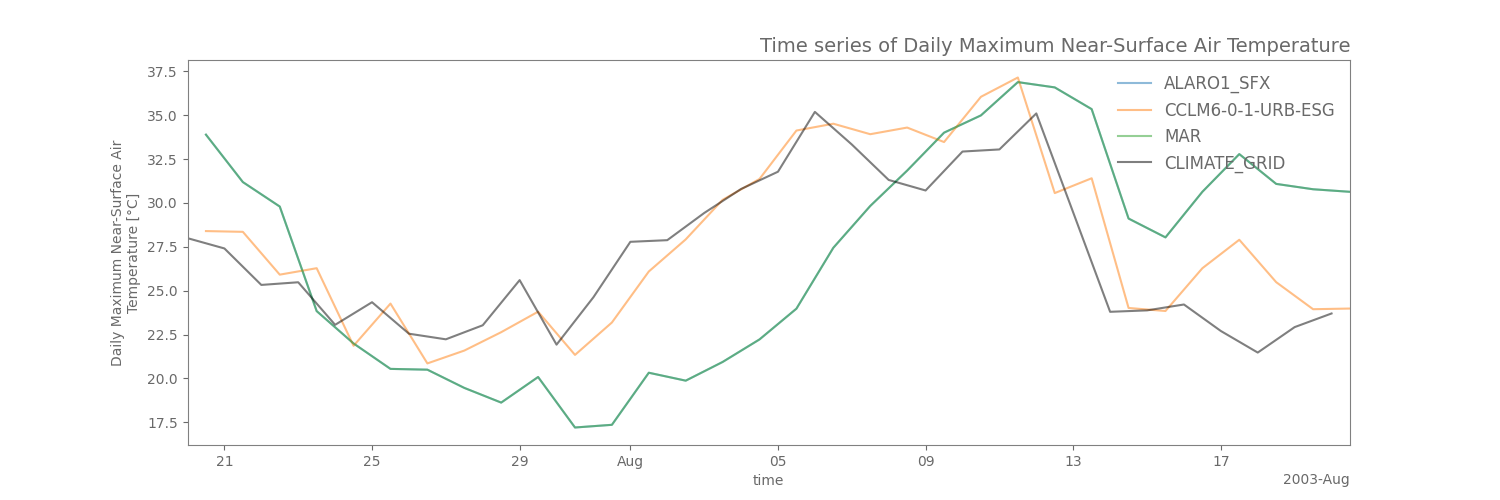 Time series of Daily Maximum Near-Surface Air Temperature
37.5
35.0
32.5
30.0
27.5
25.0
22.5
20.0
17.5
Daily Maximum Near-Surface Air
Temperature [°C]
ALARO1_SFX
CCLM6-0-1-URB-ESG
MAR
CLIMATE_GRID
21 25 29 Aug 05 09 13 17
time
2003-Aug